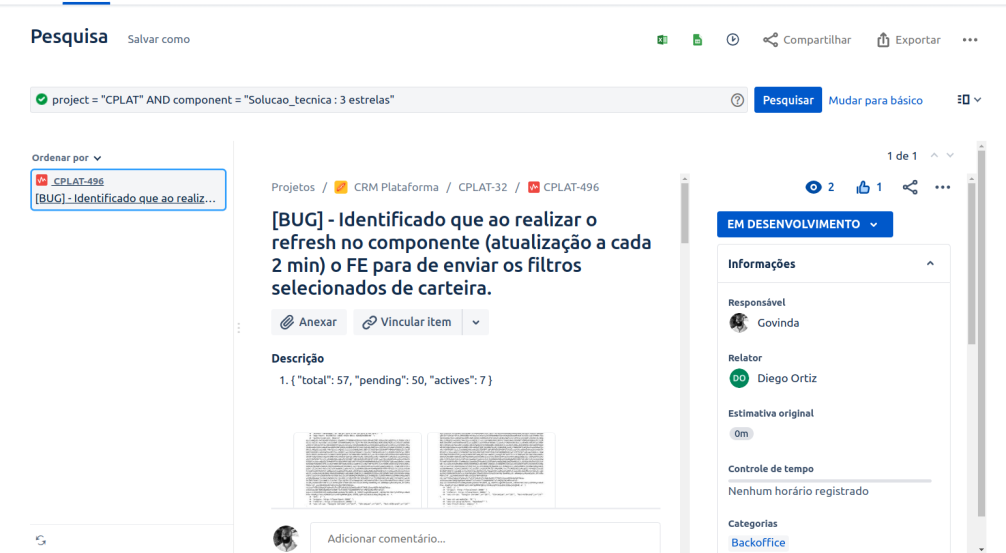 Pesquisa
Salvar como
Compartilhar
Exportar
project = "CPLAT" AND component = "Solucao_tecnica : 3 estrelas"
Pesquisar
Mudar para básico
Ordenar por
CPLAT-496
[BUG] - Identificado que ao realiz...
1 de 1
Projetos / CRM Plataforma / CPLAT-32 / CPLAT-496
2
1
[BUG] - Identificado que ao realizar o
refresh no componente (atualização a cada
2 min) o FE para de enviar os filtros
selecionados de carteira.
Anexar
Vincular item
Descrição
1. { "total": 57, "pending": 50, "actives": 7 }
Adicionar comentário...
EM DESENVOLVIMENTO
Informações
Responsável
Govinda
Relator
DO
Diego Ortiz
Estimativa original
0m
Controle de tempo
Nenhum horário registrado
Categorias
Backoffice